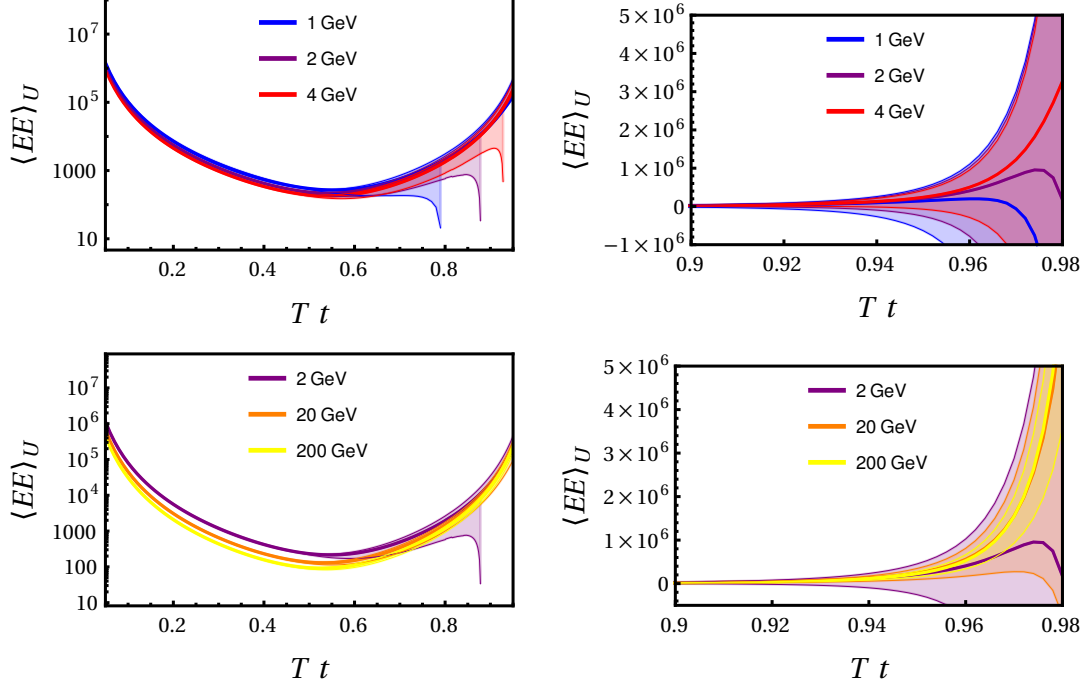 ⟨EE⟩_U
10^7
10^5
1000
10
1 GeV
2 GeV
4 GeV
0.2 0.4 0.6 0.8
T t
⟨EE⟩_U
5×10^6
4×10^6
3×10^6
2×10^6
1×10^6
0
−1×10^6
1 GeV
2 GeV
4 GeV
0.9 0.92 0.94 0.96 0.98
T t
⟨EE⟩_U
10^7
10^6
10^5
10^4
1000
100
10
2 GeV
20 GeV
200 GeV
0.2 0.4 0.6 0.8
T t
⟨EE⟩_U
5×10^6
4×10^6
3×10^6
2×10^6
1×10^6
0
2 GeV
20 GeV
200 GeV
0.9 0.92 0.94 0.96 0.98
T t